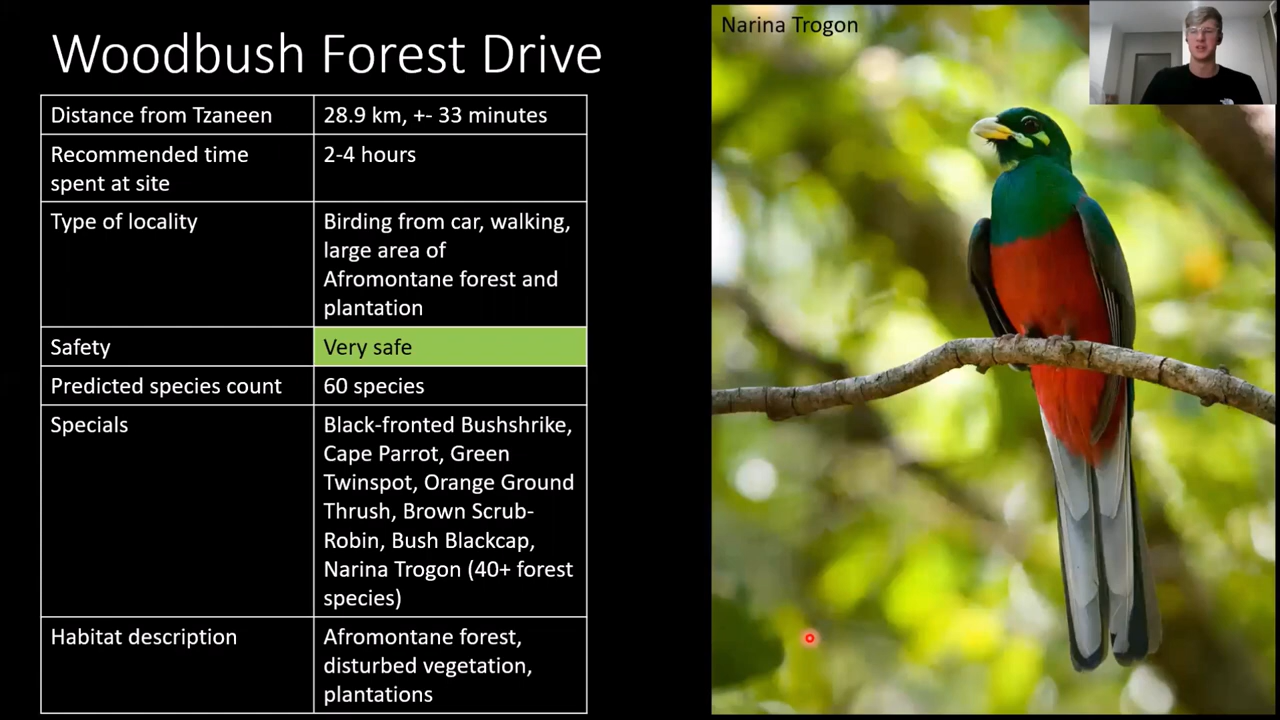 Woodbush Forest Drive
Narina Trogon
Distance from Tzaneen
28.9 km, +- 33 minutes
Recommended time
spent at site
2-4 hours
Type of locality
Birding from car, walking,
large area of
Afromontane forest and
plantation
Safety
Very safe
Predicted species count
60 species
Specials
Black-fronted Bushshrike,
Cape Parrot, Green
Twinspot, Orange Ground
Thrush, Brown Scrub-
Robin, Bush Blackcap,
Narina Trogon (40+ forest
species)
Habitat description
Afromontane forest,
disturbed vegetation,
plantations